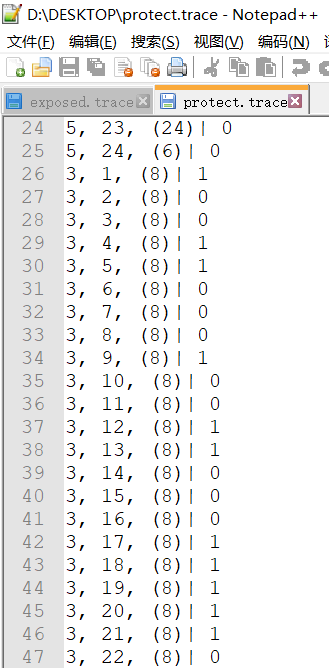 D:\DESKTOP\protect.trace - Notepad++
文件(F) 编辑(E) 搜索(S) 视图(V) 编码(N)
exposed.trace protect.trace
24 5, 23, (24)| 0
25 5, 24, (6)| 0
26 3, 1, (8)| 1
27 3, 2, (8)| 0
28 3, 3, (8)| 0
29 3, 4, (8)| 1
30 3, 5, (8)| 1
31 3, 6, (8)| 0
32 3, 7, (8)| 0
33 3, 8, (8)| 0
34 3, 9, (8)| 1
35 3, 10, (8)| 0
36 3, 11, (8)| 0
37 3, 12, (8)| 1
38 3, 13, (8)| 1
39 3, 14, (8)| 0
40 3, 15, (8)| 0
41 3, 16, (8)| 0
42 3, 17, (8)| 1
43 3, 18, (8)| 1
44 3, 19, (8)| 1
45 3, 20, (8)| 1
46 3, 21, (8)| 1
47 3, 22, (8)| 0